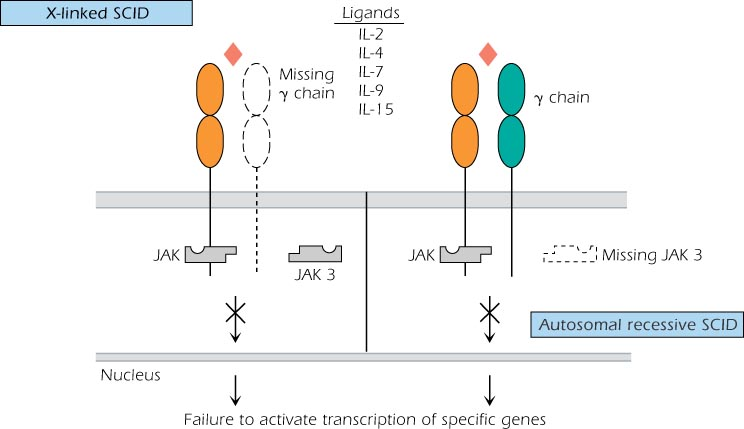 X-linked SCID
Ligands
IL-2
IL-4
IL-7
IL-9
IL-15
Missing
γ chain
γ chain
JAK
JAK 3
JAK
Missing JAK 3
Autosomal recessive SCID
Nucleus
Failure to activate transcription of specific genes